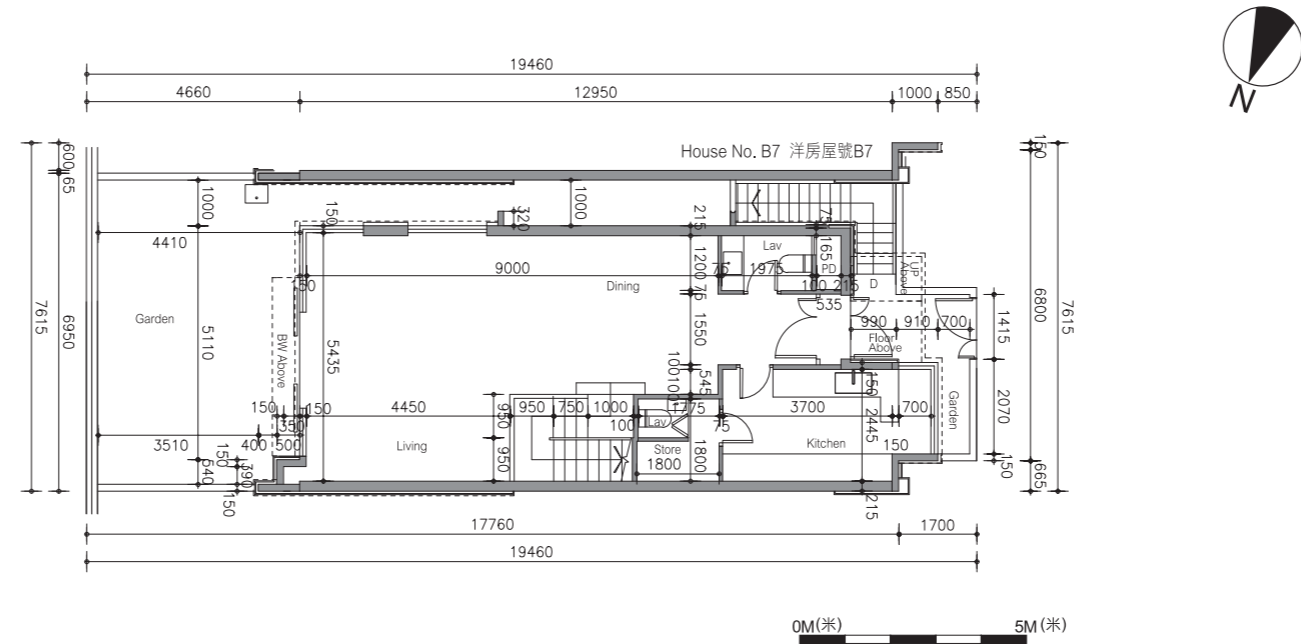 19460
4660 12950 1000 850
N
House No. B7 洋房屋號B7
600
65
150
1000
1000
150
320
215
75
4410
Lav
165
1200
UP
Above
9000
75
1975
PD
150
Dining
75
100 215
D
535
7615
6950
Garden
5110
BW Above
5435
1550
990 910 700
Floor
Above
1415
6800
7615
100
100
545
150
150 150
4450
950
950 750 1000
100
1775
75
3700
700
2445
Garden
2070
350
Lav
3510
400 500
Living
950
Store
1800
1800
Kitchen
150
150
540
390
150
215
150
665
17760 1700
19460
0M(米) 5M(米)